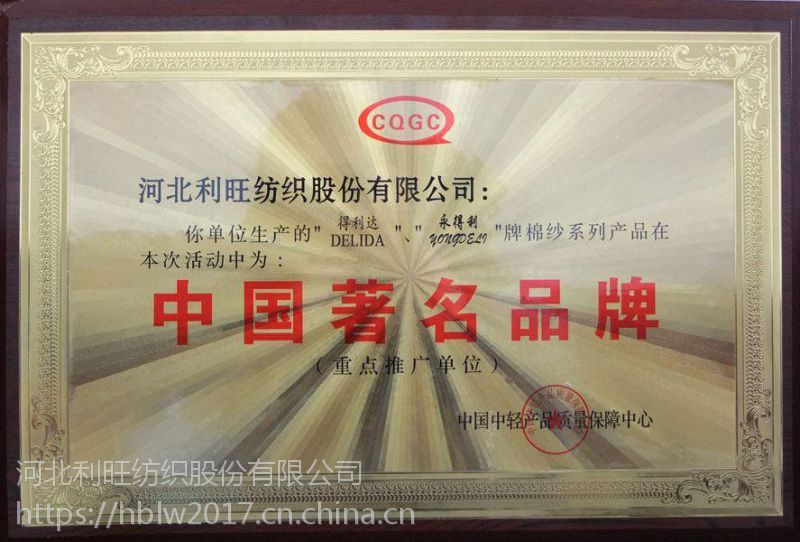 CQGC
河北利旺纺织股份有限公司：
你单位生产的"得利达 DELIDA"、"永得利 YONGDELI"牌棉纱系列产品在
本次活动中为：
中国著名品牌
（重点推广单位）
中国中轻产品质量保障中心
河北利旺纺织股份有限公司
https://hblw2017.cn.china.cn